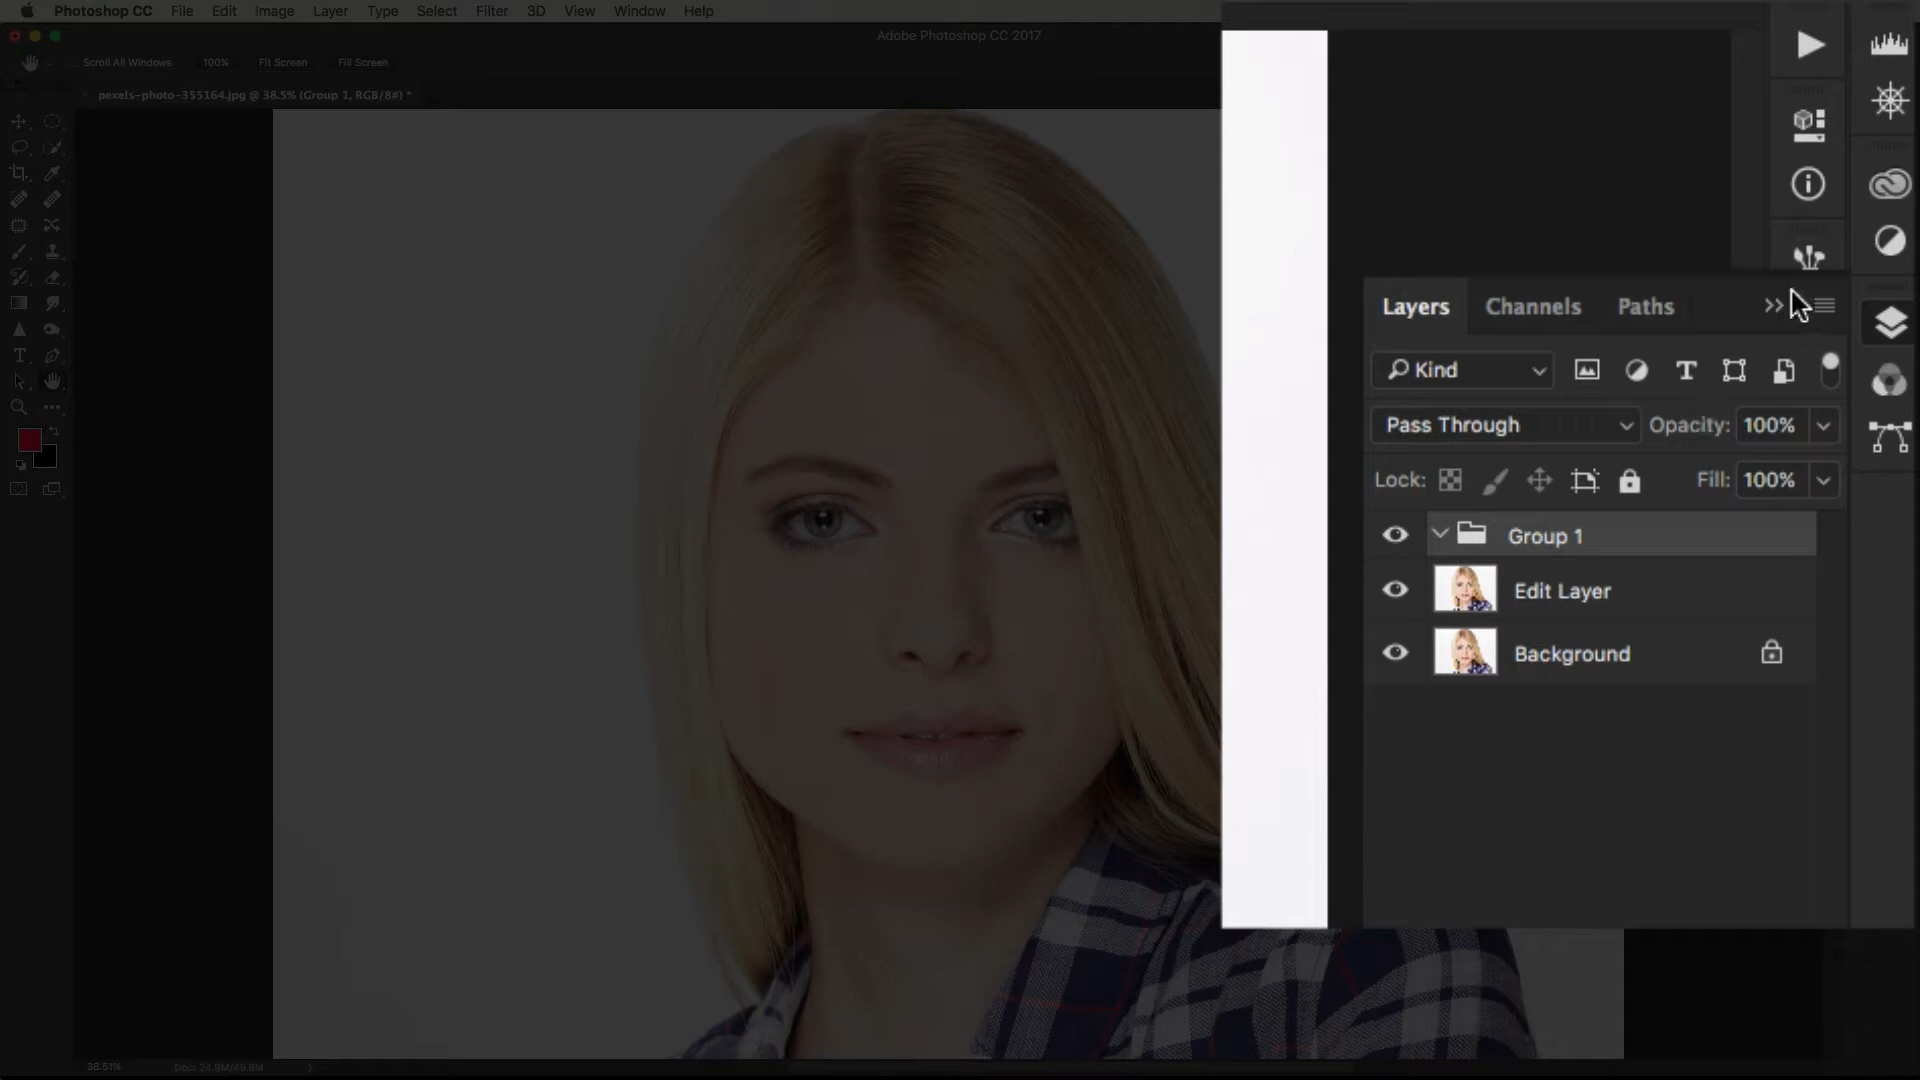 Photoshop CC File Edit Image Layer Type Select Filter 3D View Window Help
Adobe Photoshop CC 2017
Scroll All Windows 100% Fit Screen Fill Screen
pexels-photo-355164.jpg @ 38.5% (Group 1, RGB/8#) *
Layers Channels Paths
Kind
Pass Through Opacity: 100%
Lock: Fill: 100%
Group 1
Edit Layer
Background
38.51% Doc: 24.9M/49.8M